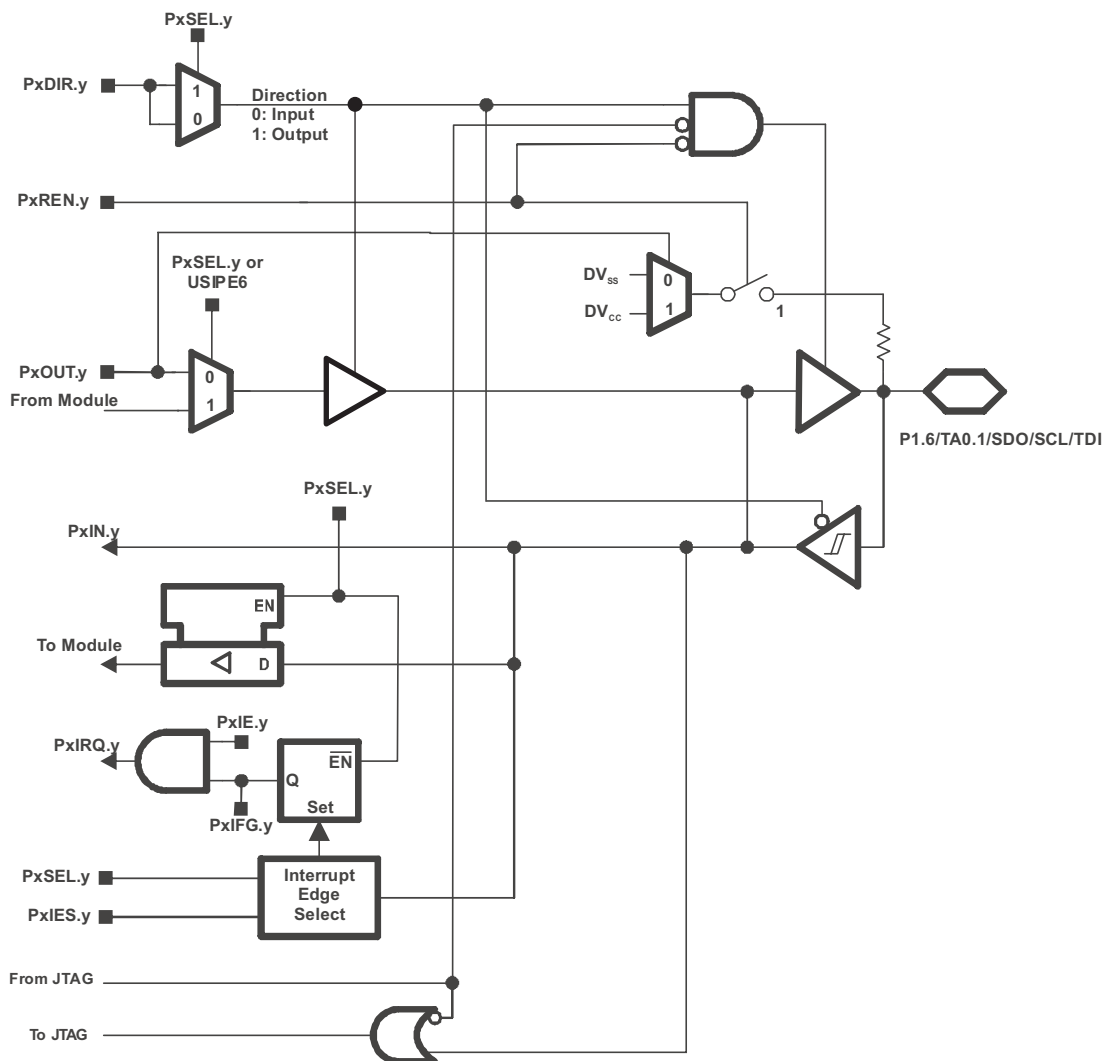 PxSEL.y
PxDIR.y
1
0
Direction
0: Input
1: Output
PxREN.y
PxSEL.y or
USIPE6
DVSS
0
DVCC
1
1
PxOUT.y
0
From Module
1
P1.6/TA0.1/SDO/SCL/TDI
PxSEL.y
PxIN.y
EN
To Module
D
PxIE.y
PxIRQ.y
EN
Q
Set
PxIFG.y
PxSEL.y
Interrupt
Edge
Select
PxIES.y
From JTAG
To JTAG